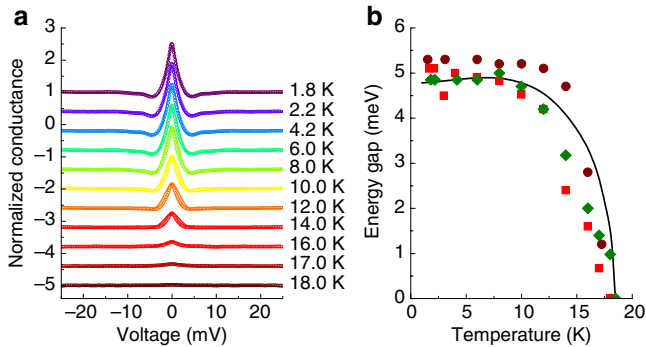 a
Normalized conductance
3
2
1
0
−1
−2
−3
−4
−5
1.8 K
2.2 K
4.2 K
6.0 K
8.0 K
10.0 K
12.0 K
14.0 K
16.0 K
17.0 K
18.0 K
−20
−10
0
10
20
Voltage (mV)
b
Energy gap (meV)
6
5
4
3
2
1
0
0
5
10
15
Temperature (K)